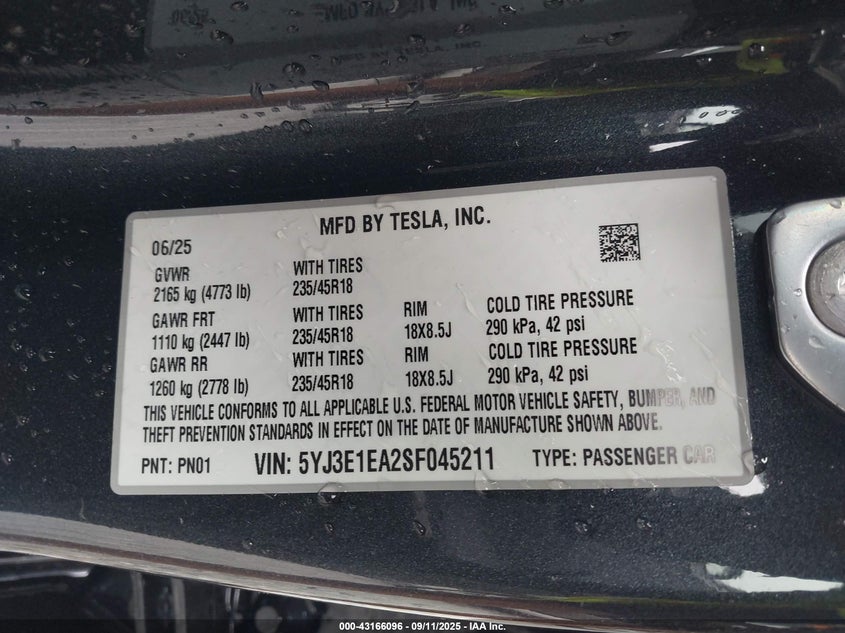 MFD BY TESLA, INC.
MFD BY TESLA, INC.
06/25
GVWR WITH TIRES
2165 kg (4773 lb) 235/45R18
GAWR FRT WITH TIRES RIM COLD TIRE PRESSURE
1110 kg (2447 lb) 235/45R18 18X8.5J 290 kPa, 42 psi
GAWR RR WITH TIRES RIM COLD TIRE PRESSURE
1260 kg (2778 lb) 235/45R18 18X8.5J 290 kPa, 42 psi
THIS VEHICLE CONFORMS TO ALL APPLICABLE U.S. FEDERAL MOTOR VEHICLE SAFETY, BUMPER, AND
THEFT PREVENTION STANDARDS IN EFFECT ON THE DATE OF MANUFACTURE SHOWN ABOVE.
PNT: PN01 VIN: 5YJ3E1EA2SF045211 TYPE: PASSENGER CAR
000-43166096 - 09/11/2025 - IAA Inc.